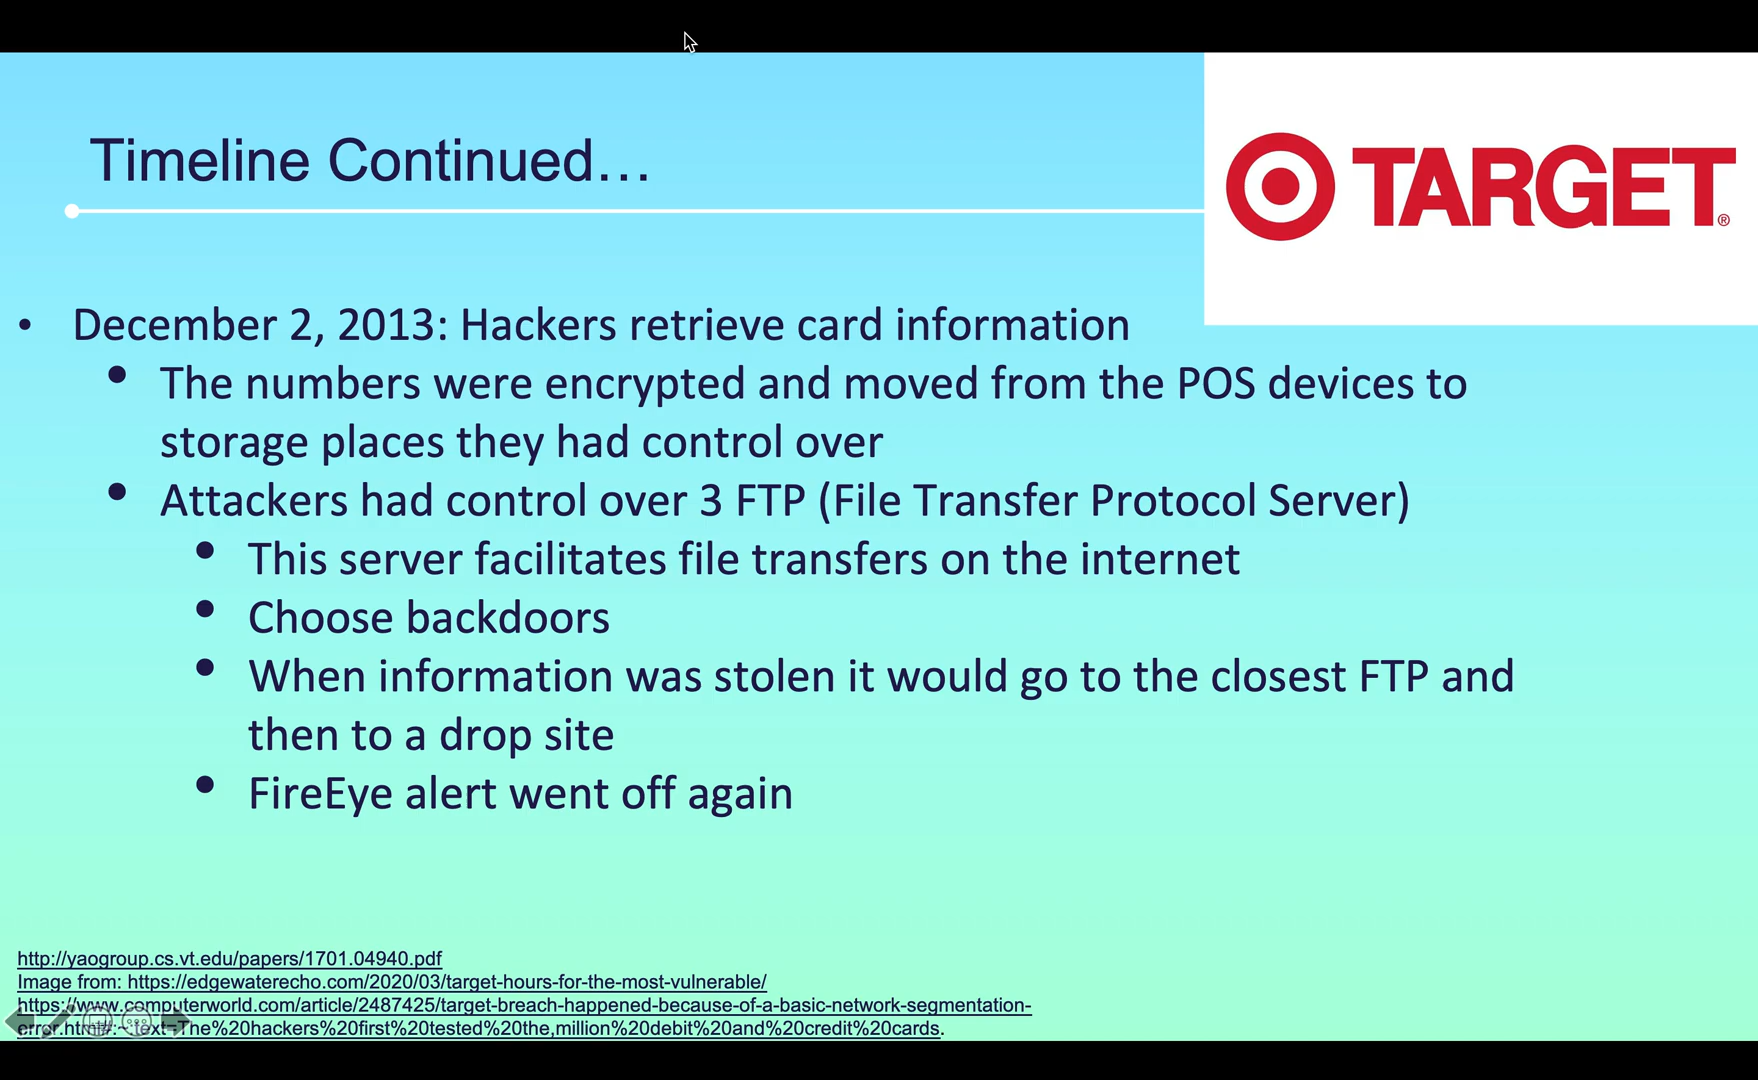 Timeline Continued...
TARGET®
• December 2, 2013: Hackers retrieve card information
• The numbers were encrypted and moved from the POS devices to
storage places they had control over
• Attackers had control over 3 FTP (File Transfer Protocol Server)
• This server facilitates file transfers on the internet
• Choose backdoors
• When information was stolen it would go to the closest FTP and
then to a drop site
• FireEye alert went off again
http://yaogroup.cs.vt.edu/papers/1701.04940.pdf
Image from: https://edgewaterecho.com/2020/03/target-hours-for-the-most-vulnerable/
https://www.computerworld.com/article/2487425/target-breach-happened-because-of-a-basic-network-segmentation-
error.html#:~:text=The%20hackers%20first%20tested%20the,million%20debit%20and%20credit%20cards.